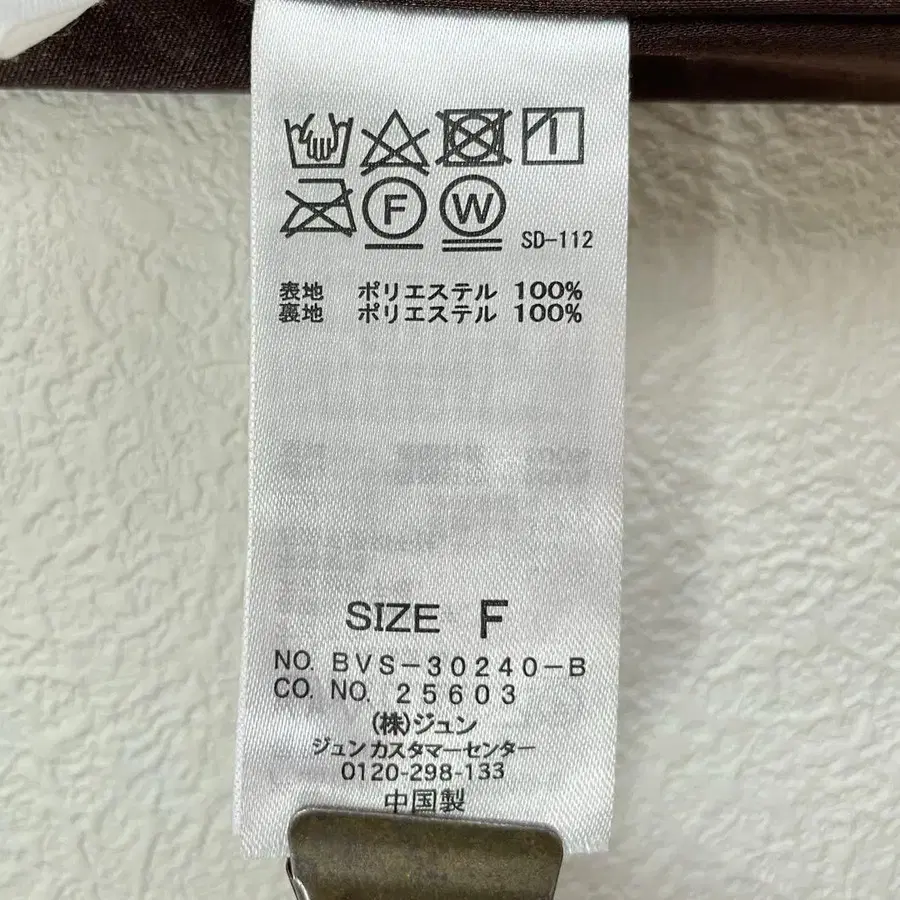 F W SD-112
表地 ポリエステル 100%
裏地 ポリエステル 100%
SIZE F
NO. BVS-30240-B
CO. NO. 25603
(株)ジュン
ジュン カスタマーセンター
0120-298-133
中国製